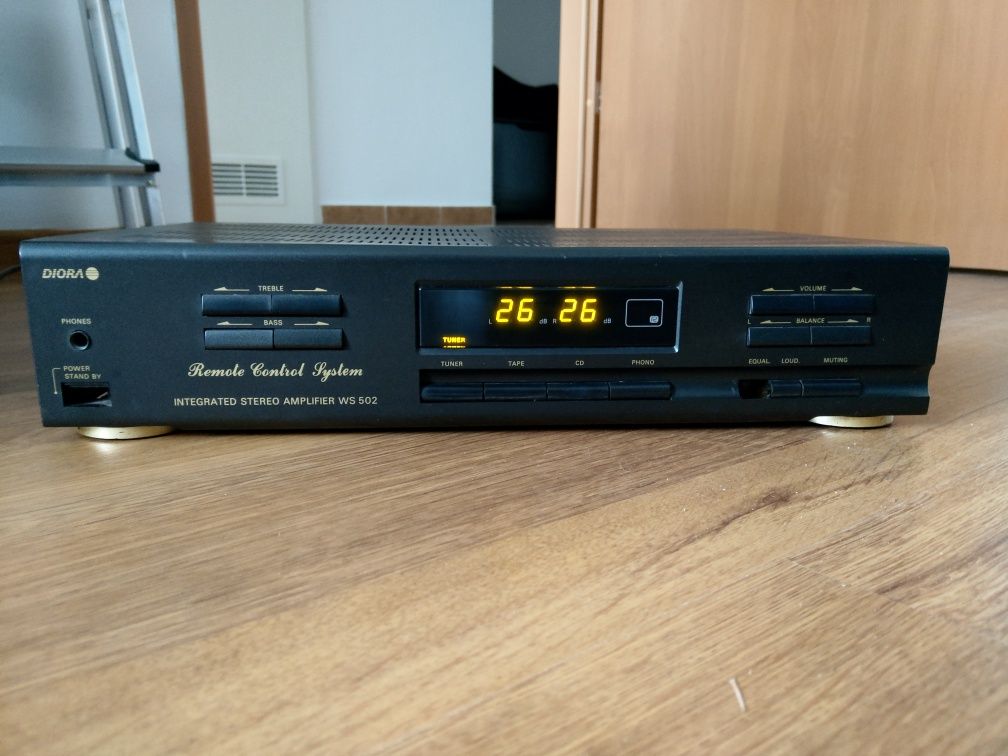 DIORA
PHONES
POWER
STAND BY
TREBLE
BASS
Remote Control System
INTEGRATED STEREO AMPLIFIER WS 502
L 26 dB R 26 dB
TUNER
TUNER TAPE CD PHONO
VOLUME
L BALANCE R
EQUAL. LOUD. MUTING